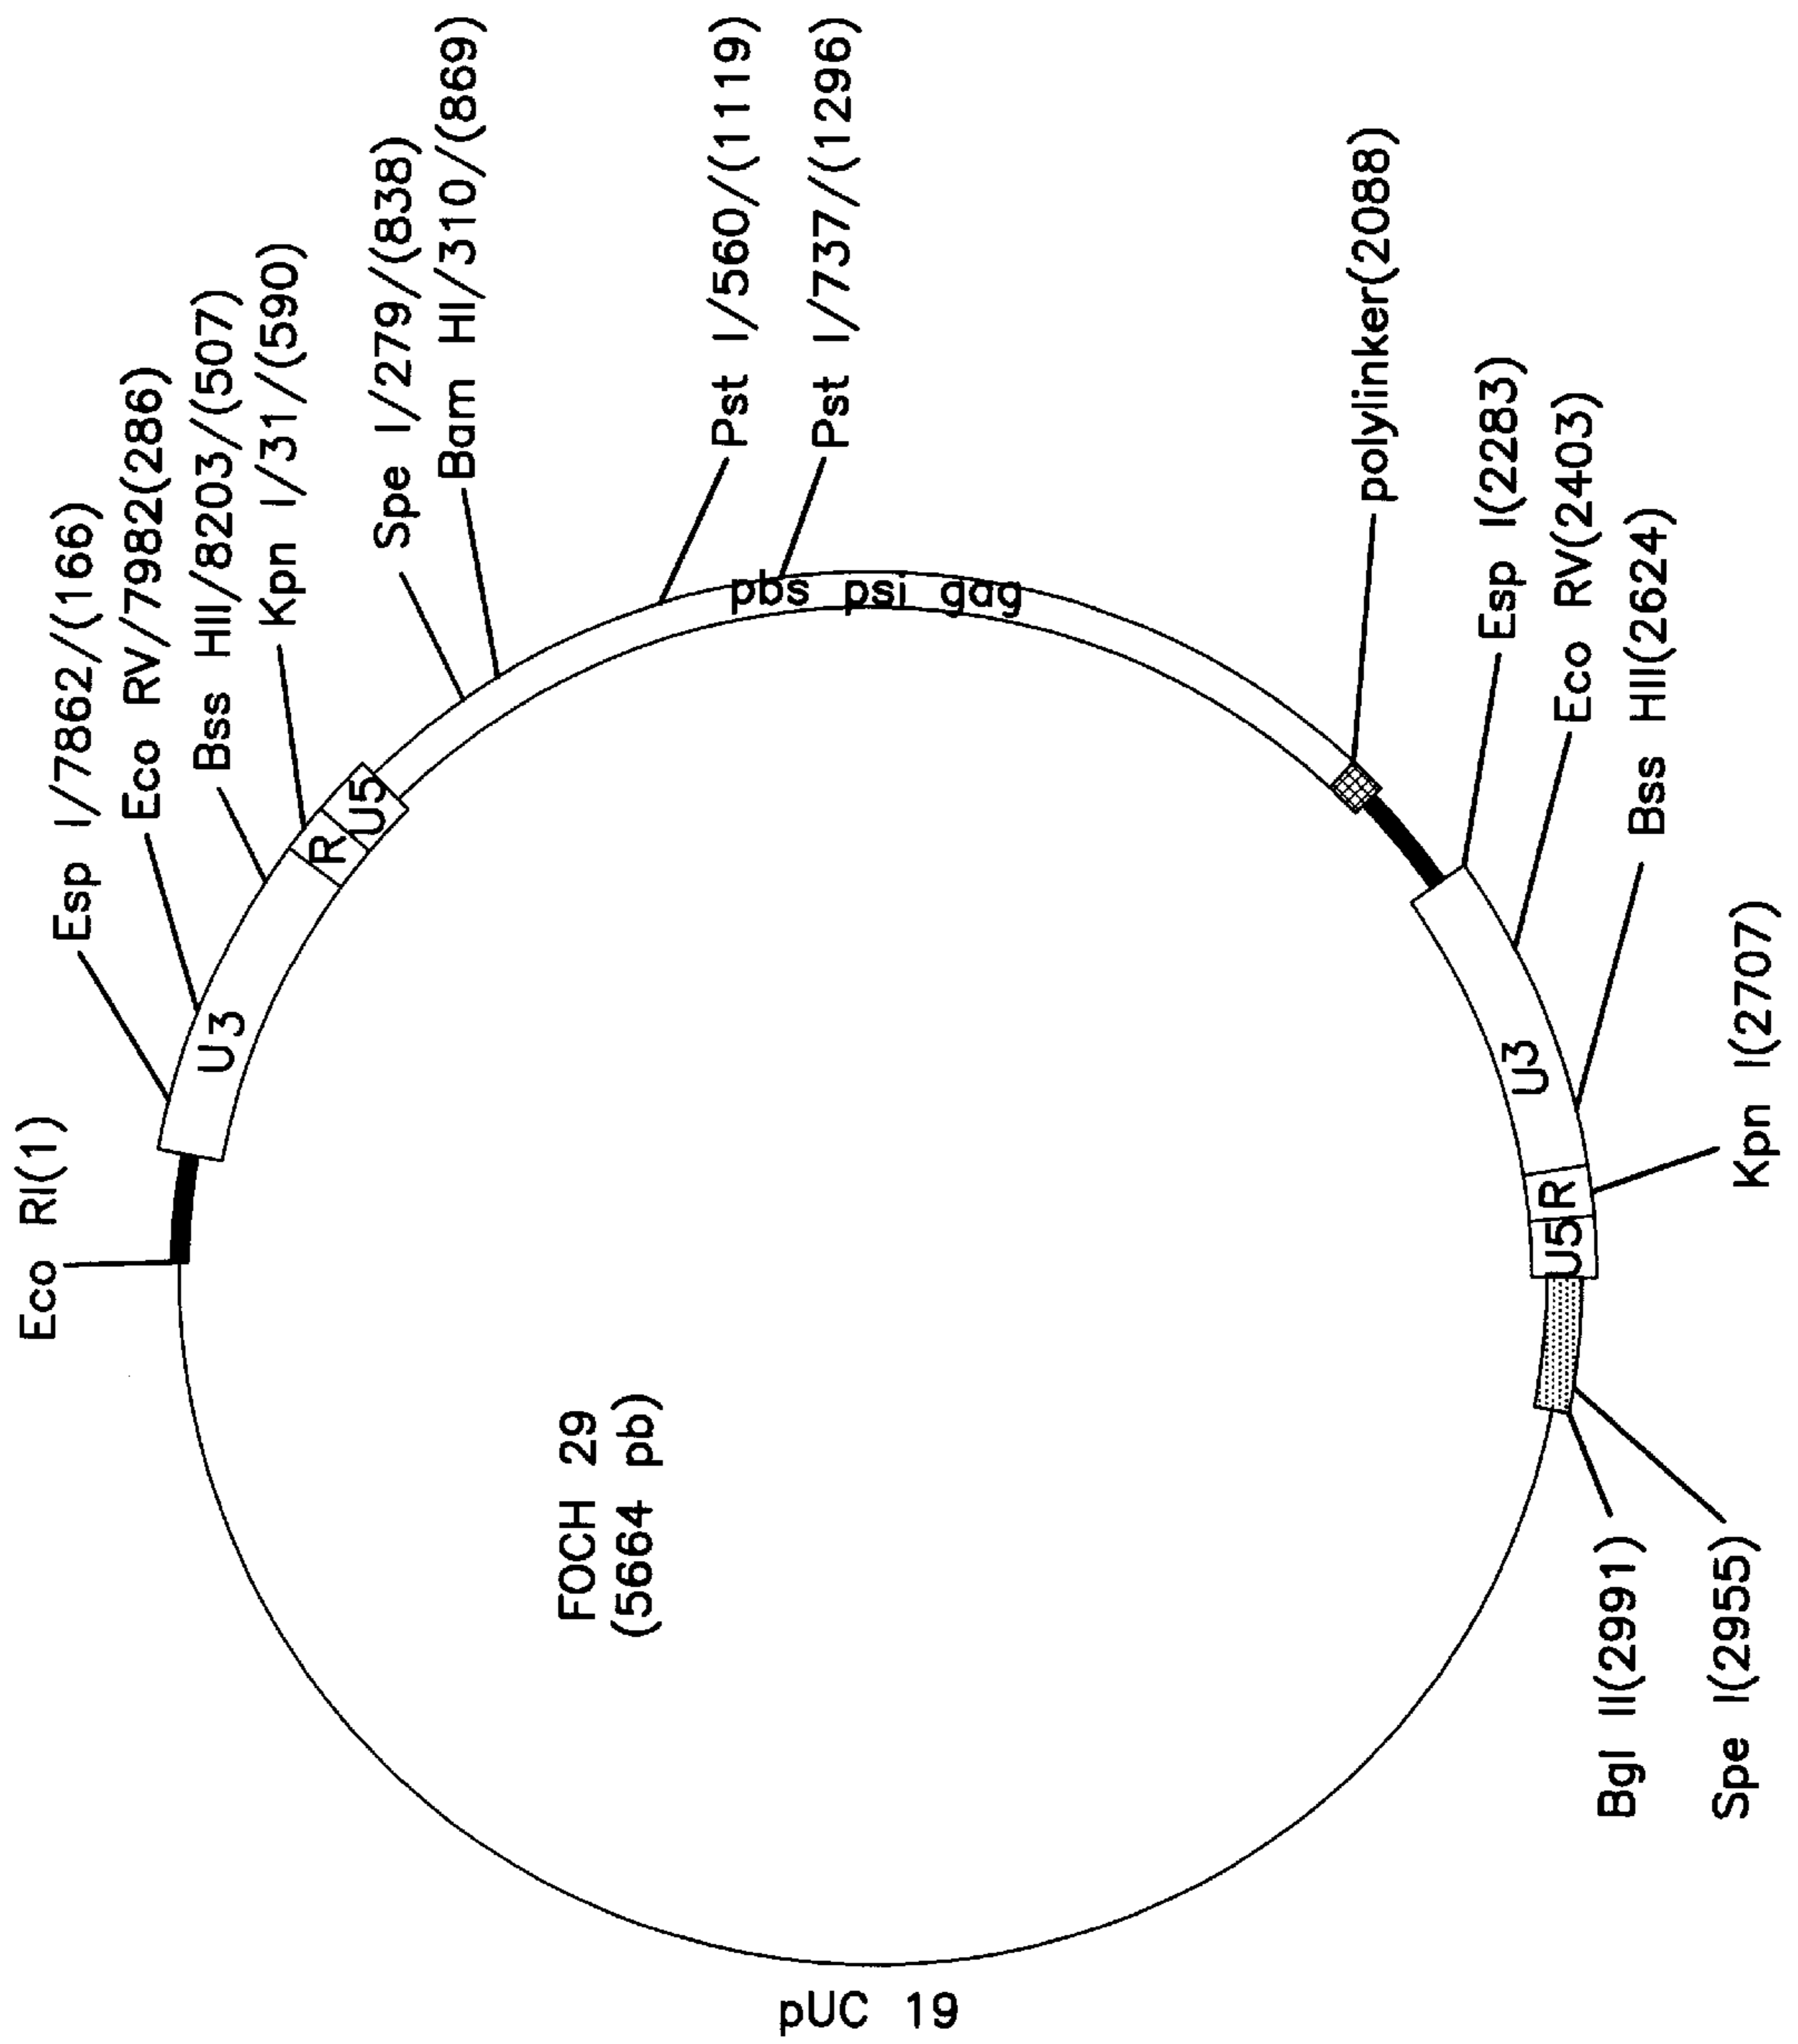 Eco RI(1)
Esp I/7862/(166)
Eco RV/7982(286)
Bss HII/8203/(507)
Kpn I/31/(590)
Spe I/279/(838)
Bam HI/310/(869)
Pst I/560/(1119)
Pst I/737/(1296)
polylinker(2088)
Esp I(2283)
Eco RV(2403)
Bss HII(2624)
Kpn I(2707)
Spe I(2955)
Bgl II(2991)
U3
R
U5
pbs psi gag
U3
R
U5
FOCH 29
(5664 pb)
pUC 19